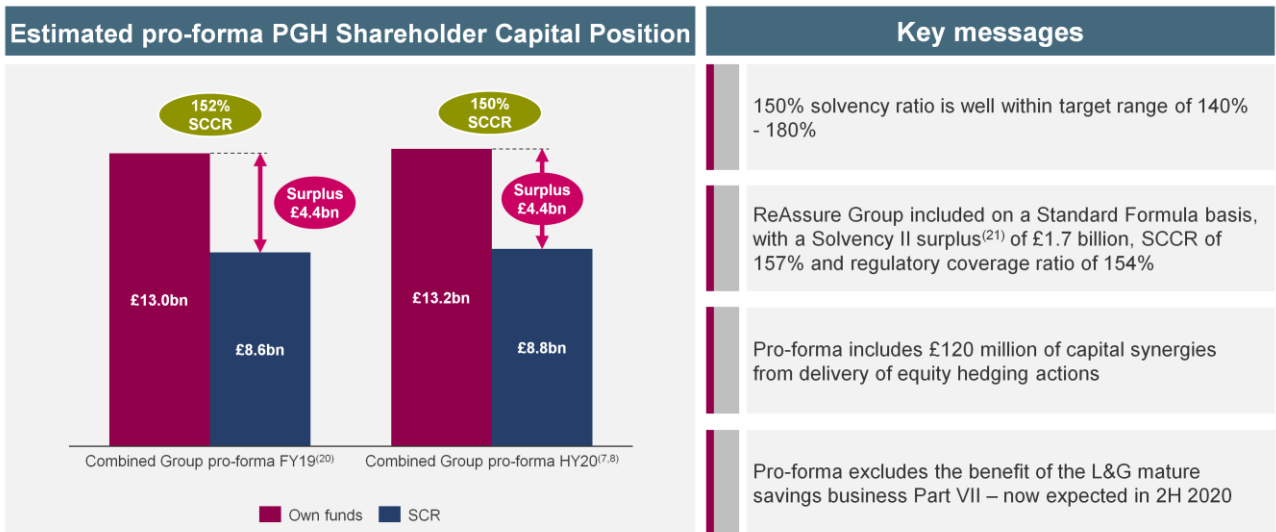 Estimated pro-forma PGH Shareholder Capital Position
152%
SCCR
150%
SCCR
Surplus
£4.4bn
Surplus
£4.4bn
£13.0bn
£8.6bn
£13.2bn
£8.8bn
Combined Group pro-forma FY19(20)
Combined Group pro-forma HY20(7,8)
Own funds
SCR
Key messages
150% solvency ratio is well within target range of 140%
- 180%
ReAssure Group included on a Standard Formula basis,
with a Solvency II surplus(21) of £1.7 billion, SCCR of
157% and regulatory coverage ratio of 154%
Pro-forma includes £120 million of capital synergies
from delivery of equity hedging actions
Pro-forma excludes the benefit of the L&G mature
savings business Part VII – now expected in 2H 2020